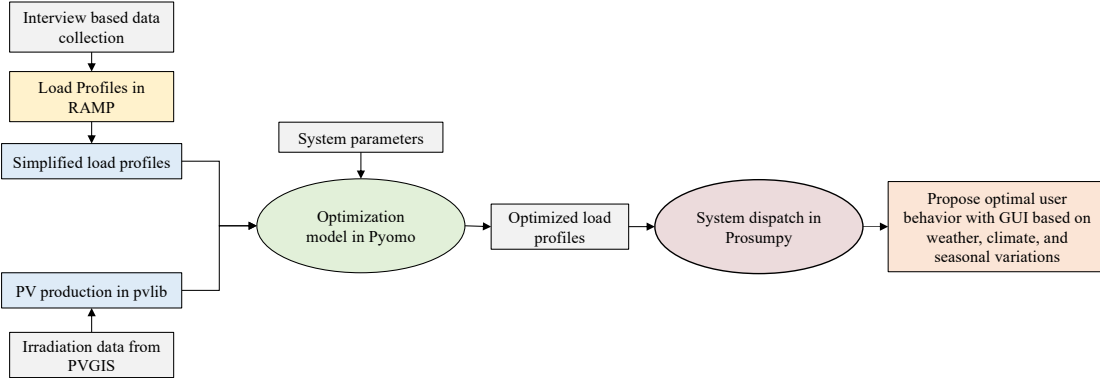 Interview based data
collection
Load Profiles in
RAMP
Simplified load profiles
PV production in pvlib
Irradiation data from
PVGIS
System parameters
Optimization
model in Pyomo
Optimized load
profiles
System dispatch in
Prosumpy
Propose optimal user
behavior with GUI based on
weather, climate, and
seasonal variations